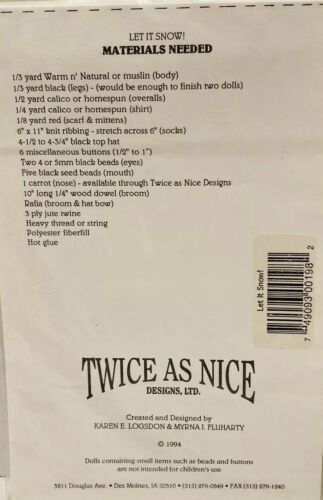 LET IT SNOW!
MATERIALS NEEDED
1/3 yard Warm n' Natural or muslin (body)
1/3 yard black (legs) - (would be enough to finish two dolls)
1/2 yard calico or homespun (overalls)
1/4 yard calico or homespun (shirt)
1/8 yard red (scarf & mittens)
6" x 11" knit ribbing - stretch across 6" (socks)
4-1/2 to 4-3/4" black top hat
6 miscellaneous buttons (1/2" to 1")
Two 4 or 5mm black beads (eyes)
Five black seed beads (mouth)
1 carrot (nose) - available through Twice as Nice Designs
10" long 1/4" wood dowel (broom)
Rafia (broom & hat bow)
3 ply jute twine
Heavy thread or string
Polyester fiberfill
Hot glue
Let It Snow!
7 49093 00198 2
TWICE AS NICE
DESIGNS, LTD.
Created and Designed by
KAREN E. LOGSDON & MYRNA J. FLUHARTY
© 1994
Dolls containing small items such as beads and buttons
are not intended for children's use
3811 Douglas Ave. • Des Moines, IA 50310 • (515) 279-0849 • FAX (515) 279-1240